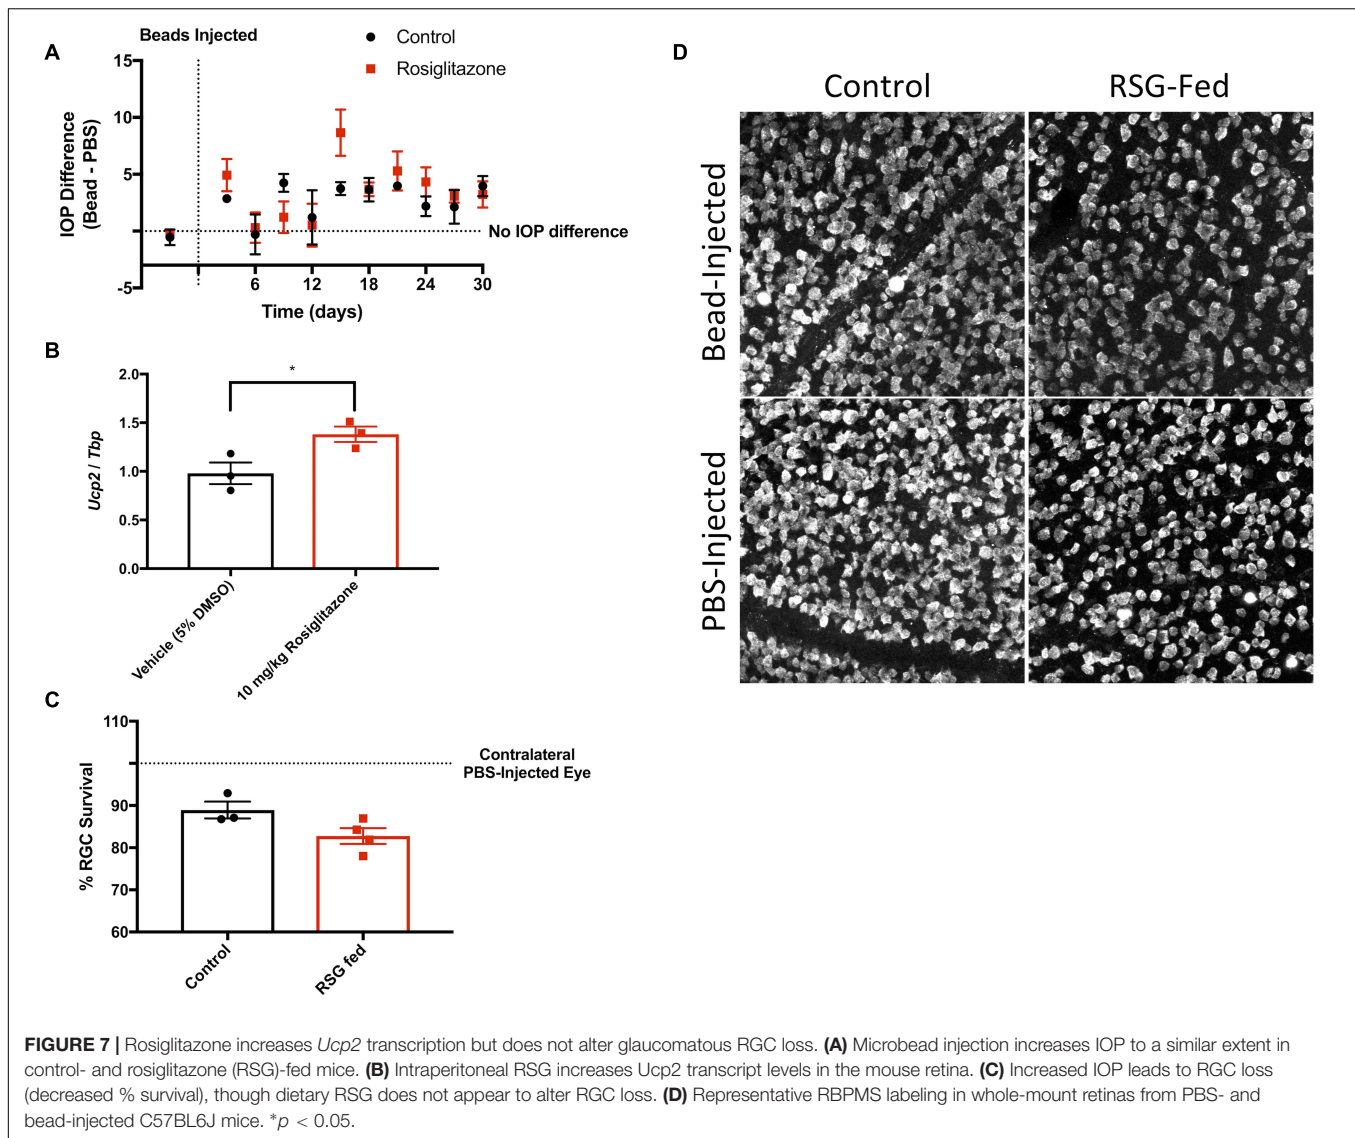 A
Beads Injected
Control
Rosiglitazone
15
10
5
-5
IOP Difference
(Bead - PBS)
No IOP difference
6
12
18
24
30
Time (days)
B
*
2.0
1.5
1.0
0.5
0.0
Ucp2 / Tbp
Vehicle (5% DMSO)
10 mg/kg Rosiglitazone
C
110
90
80
70
60
% RGC Survival
Contralateral
PBS-Injected Eye
Control
RSG fed
D
Control
RSG-Fed
Bead-Injected
PBS-Injected
FIGURE 7 | Rosiglitazone increases Ucp2 transcription but does not alter glaucomatous RGC loss. (A) Microbead injection increases IOP to a similar extent in
control- and rosiglitazone (RSG)-fed mice. (B) Intraperitoneal RSG increases Ucp2 transcript levels in the mouse retina. (C) Increased IOP leads to RGC loss
(decreased % survival), though dietary RSG does not appear to alter RGC loss. (D) Representative RBPMS labeling in whole-mount retinas from PBS- and
bead-injected C57BL6J mice. *p < 0.05.